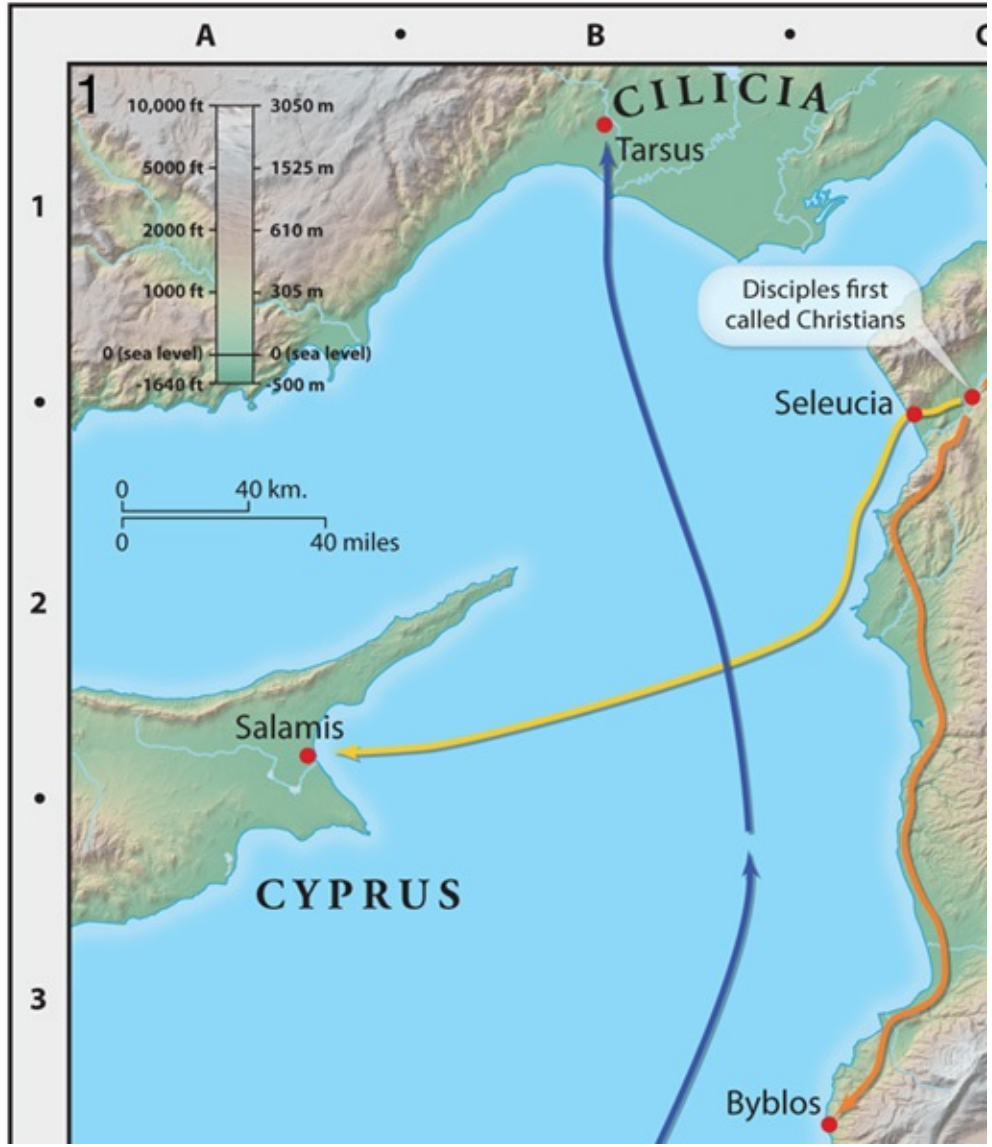 A • B • C
1
10,000 ft 3050 m
5000 ft 1525 m
2000 ft 610 m
1000 ft 305 m
0 (sea level) 0 (sea level)
-1640 ft -500 m
CILICIA
Tarsus
1
Disciples first
called Christians
•
Seleucia
0 40 km.
0 40 miles
2
Salamis
•
CYPRUS
3
Byblos